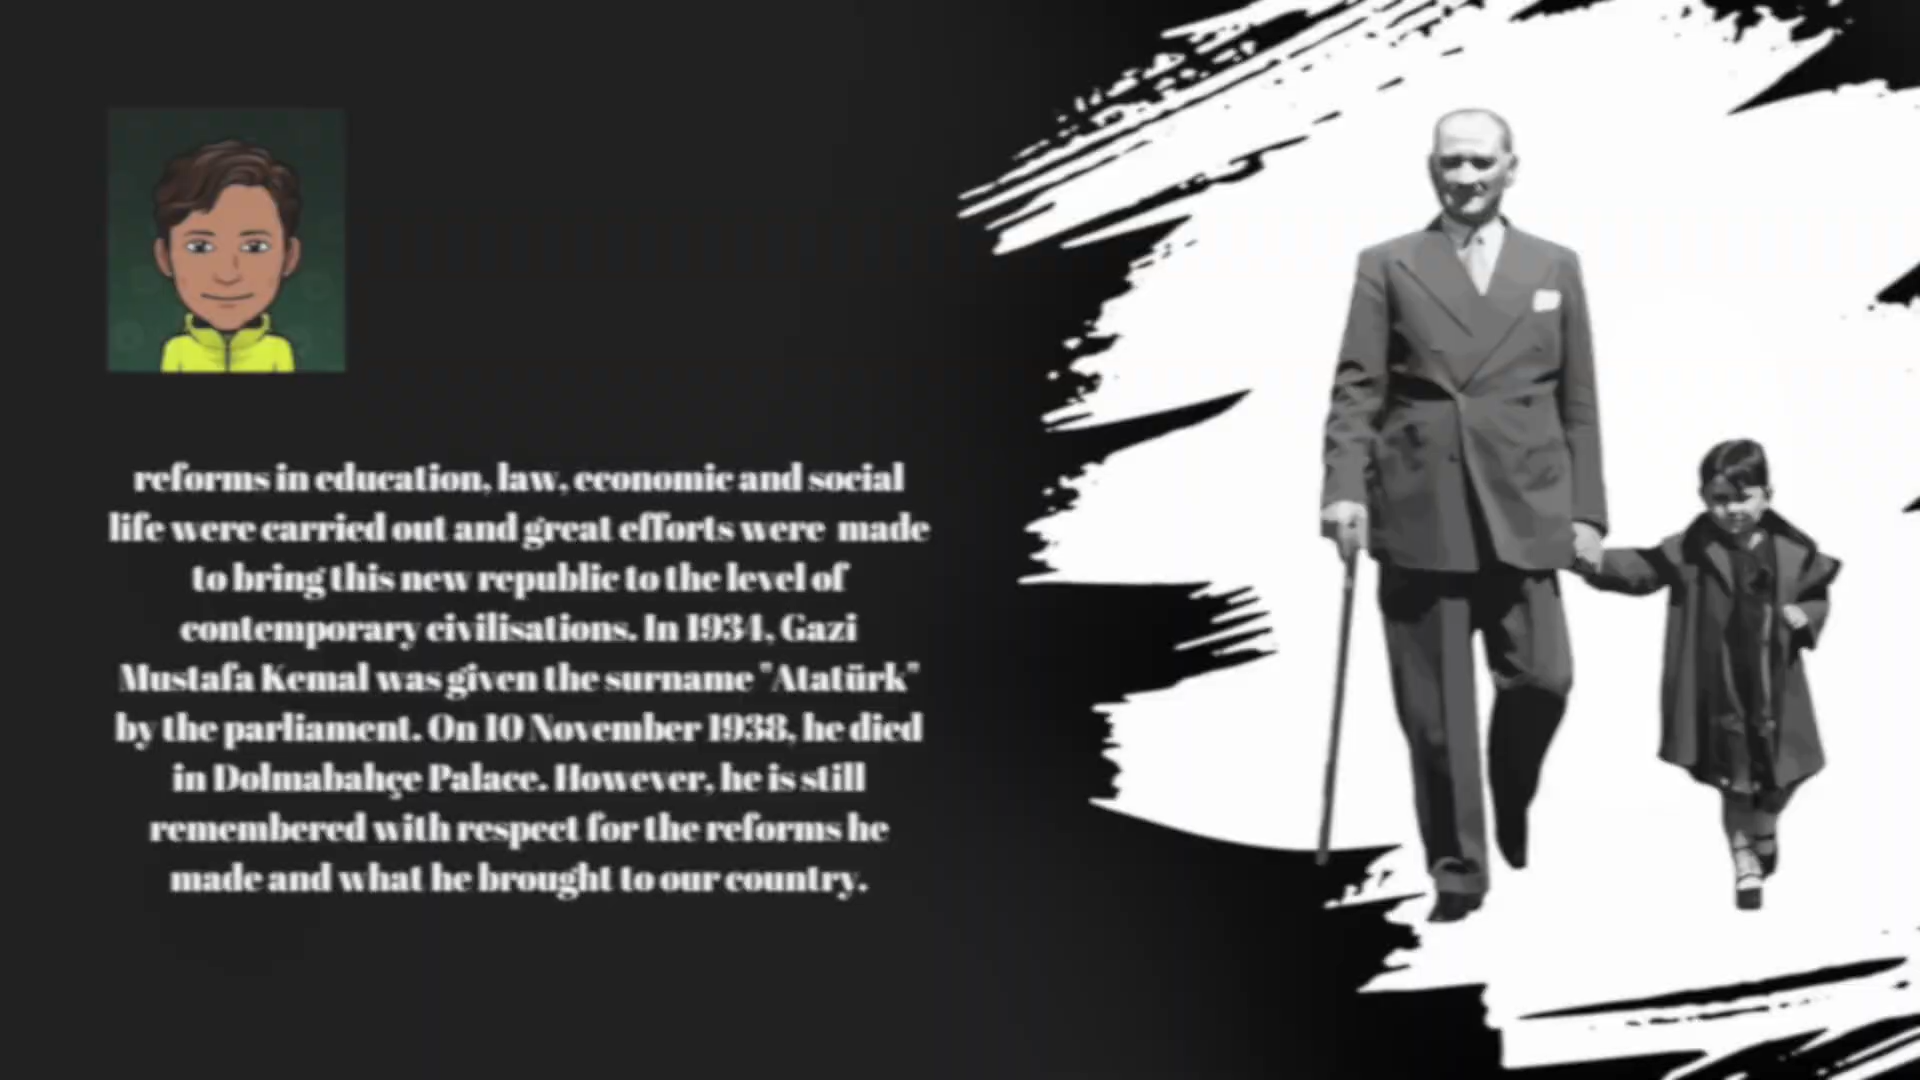 reforms in education, law, economic and social
life were carried out and great efforts were made
to bring this new republic to the level of
contemporary civilisations. In 1934, Gazi
Mustafa Kemal was given the surname "Atatürk"
by the parliament. On 10 November 1938, he died
in Dolmabahçe Palace. However, he is still
remembered with respect for the reforms he
made and what he brought to our country.